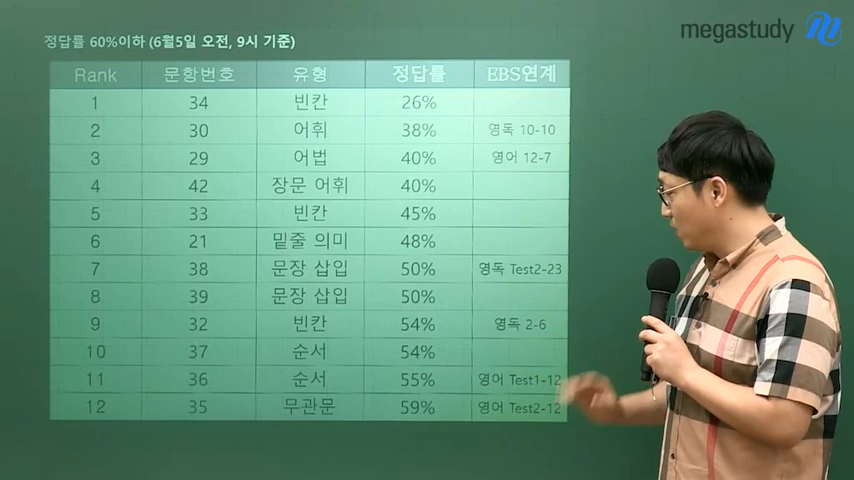 megastudy
정답률 60%이하 (6월5일 오전, 9시 기준)
Rank 문항번호 유형 정답률 EBS연계
1 34 빈칸 26%
2 30 어휘 38% 영독 10-10
3 29 어법 40% 영어 12-7
4 42 장문 어휘 40%
5 33 빈칸 45%
6 21 밑줄 의미 48%
7 38 문장 삽입 50% 영독 Test2-23
8 39 문장 삽입 50%
9 32 빈칸 54% 영독 2-6
10 37 순서 54%
11 36 순서 55% 영어 Test1-12
12 35 무관문 59% 영어 Test2-12